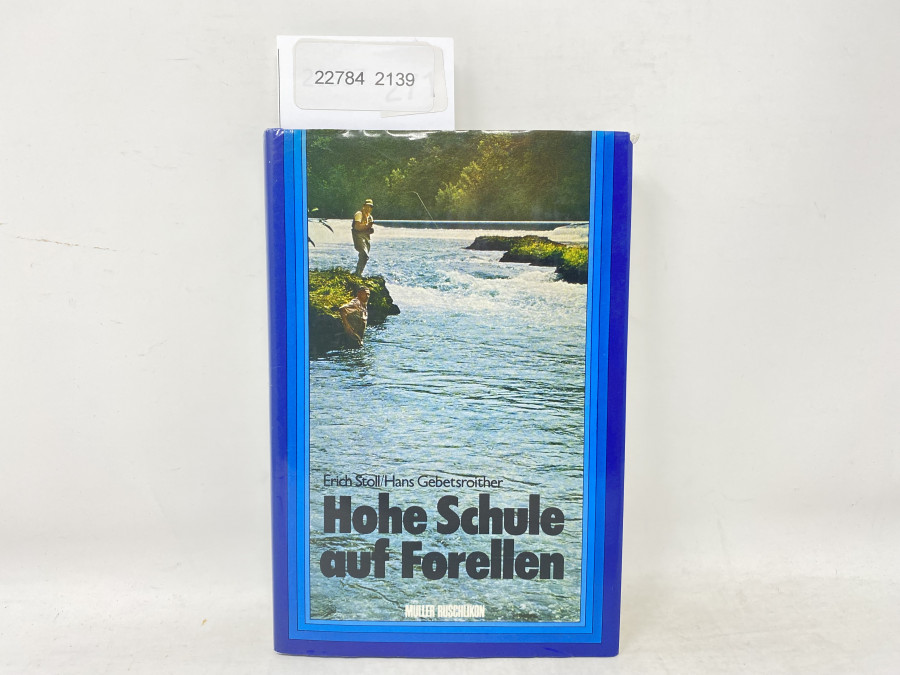 22784 2139
Erich Stoll/Hans Gebetsroither
Hohe Schule
auf Forellen
MÜLLER RÜSCHLIKON